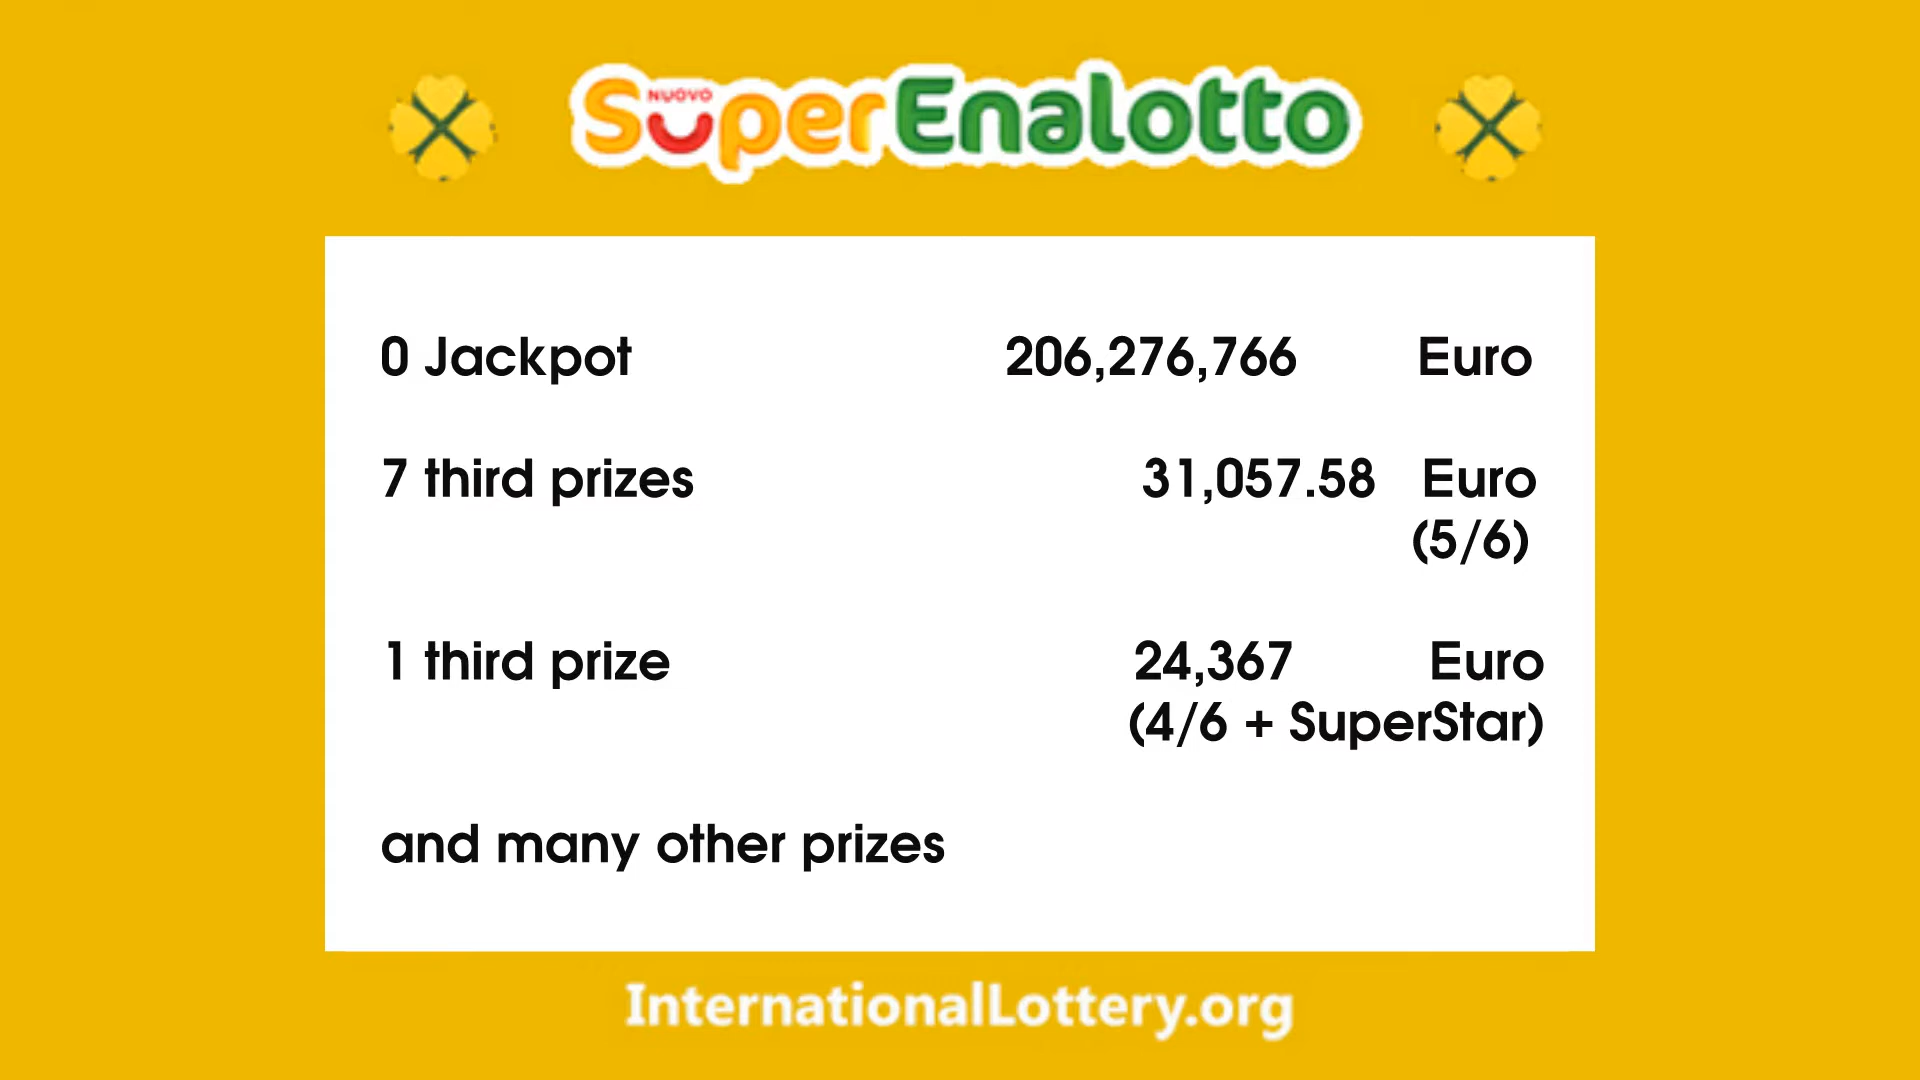 NUOVO
SuperEnalotto
0 Jackpot 206,276,766 Euro
7 third prizes 31,057.58 Euro
(5/6)
1 third prize 24,367 Euro
(4/6 + SuperStar)
and many other prizes
InternationalLottery.org